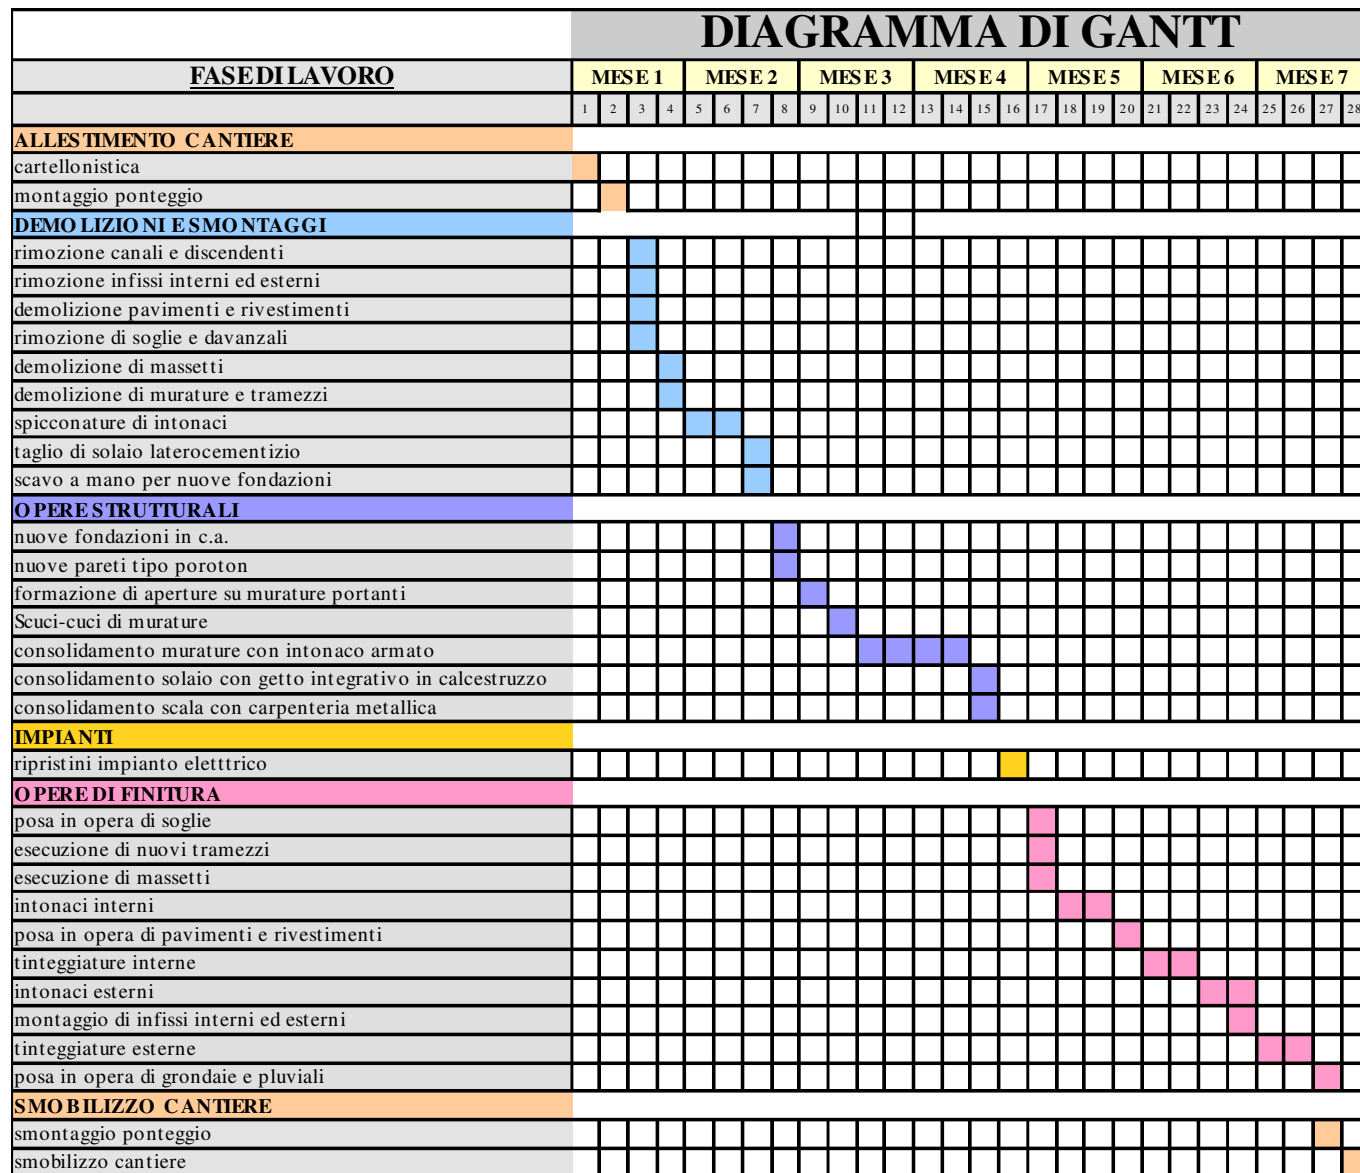 DIAGRAMMA DI GANTT
FASE DI LAVORO MESE 1 MESE 2 MESE 3 MESE 4 MESE 5 MESE 6 MESE 7
1 2 3 4 5 6 7 8 9 10 11 12 13 14 15 16 17 18 19 20 21 22 23 24 25 26 27 28
ALLESTIMENTO CANTIERE
cartellonistica
montaggio ponteggio
DEMOLIZIONI E SMONTAGGI
rimozione canali e discendenti
rimozione infissi interni ed esterni
demolizione pavimenti e rivestimenti
rimozione di soglie e davanzali
demolizione di massetti
demolizione di murature e tramezzi
spicconature di intonaci
taglio di solaio laterocementizio
scavo a mano per nuove fondazioni
OPERE STRUTTURALI
nuove fondazioni in c.a.
nuove pareti tipo poroton
formazione di aperture su murature portanti
Scuci-cuci di murature
consolidamento murature con intonaco armato
consolidamento solaio con getto integrativo in calcestruzzo
consolidamento scala con carpenteria metallica
IMPIANTI
ripristini impianto eletttrico
OPERE DI FINITURA
posa in opera di soglie
esecuzione di nuovi tramezzi
esecuzione di massetti
intonaci interni
posa in opera di pavimenti e rivestimenti
tinteggiature interne
intonaci esterni
montaggio di infissi interni ed esterni
tinteggiature esterne
posa in opera di grondaie e pluviali
SMOBILIZZO CANTIERE
smontaggio ponteggio
smobilizzo cantiere